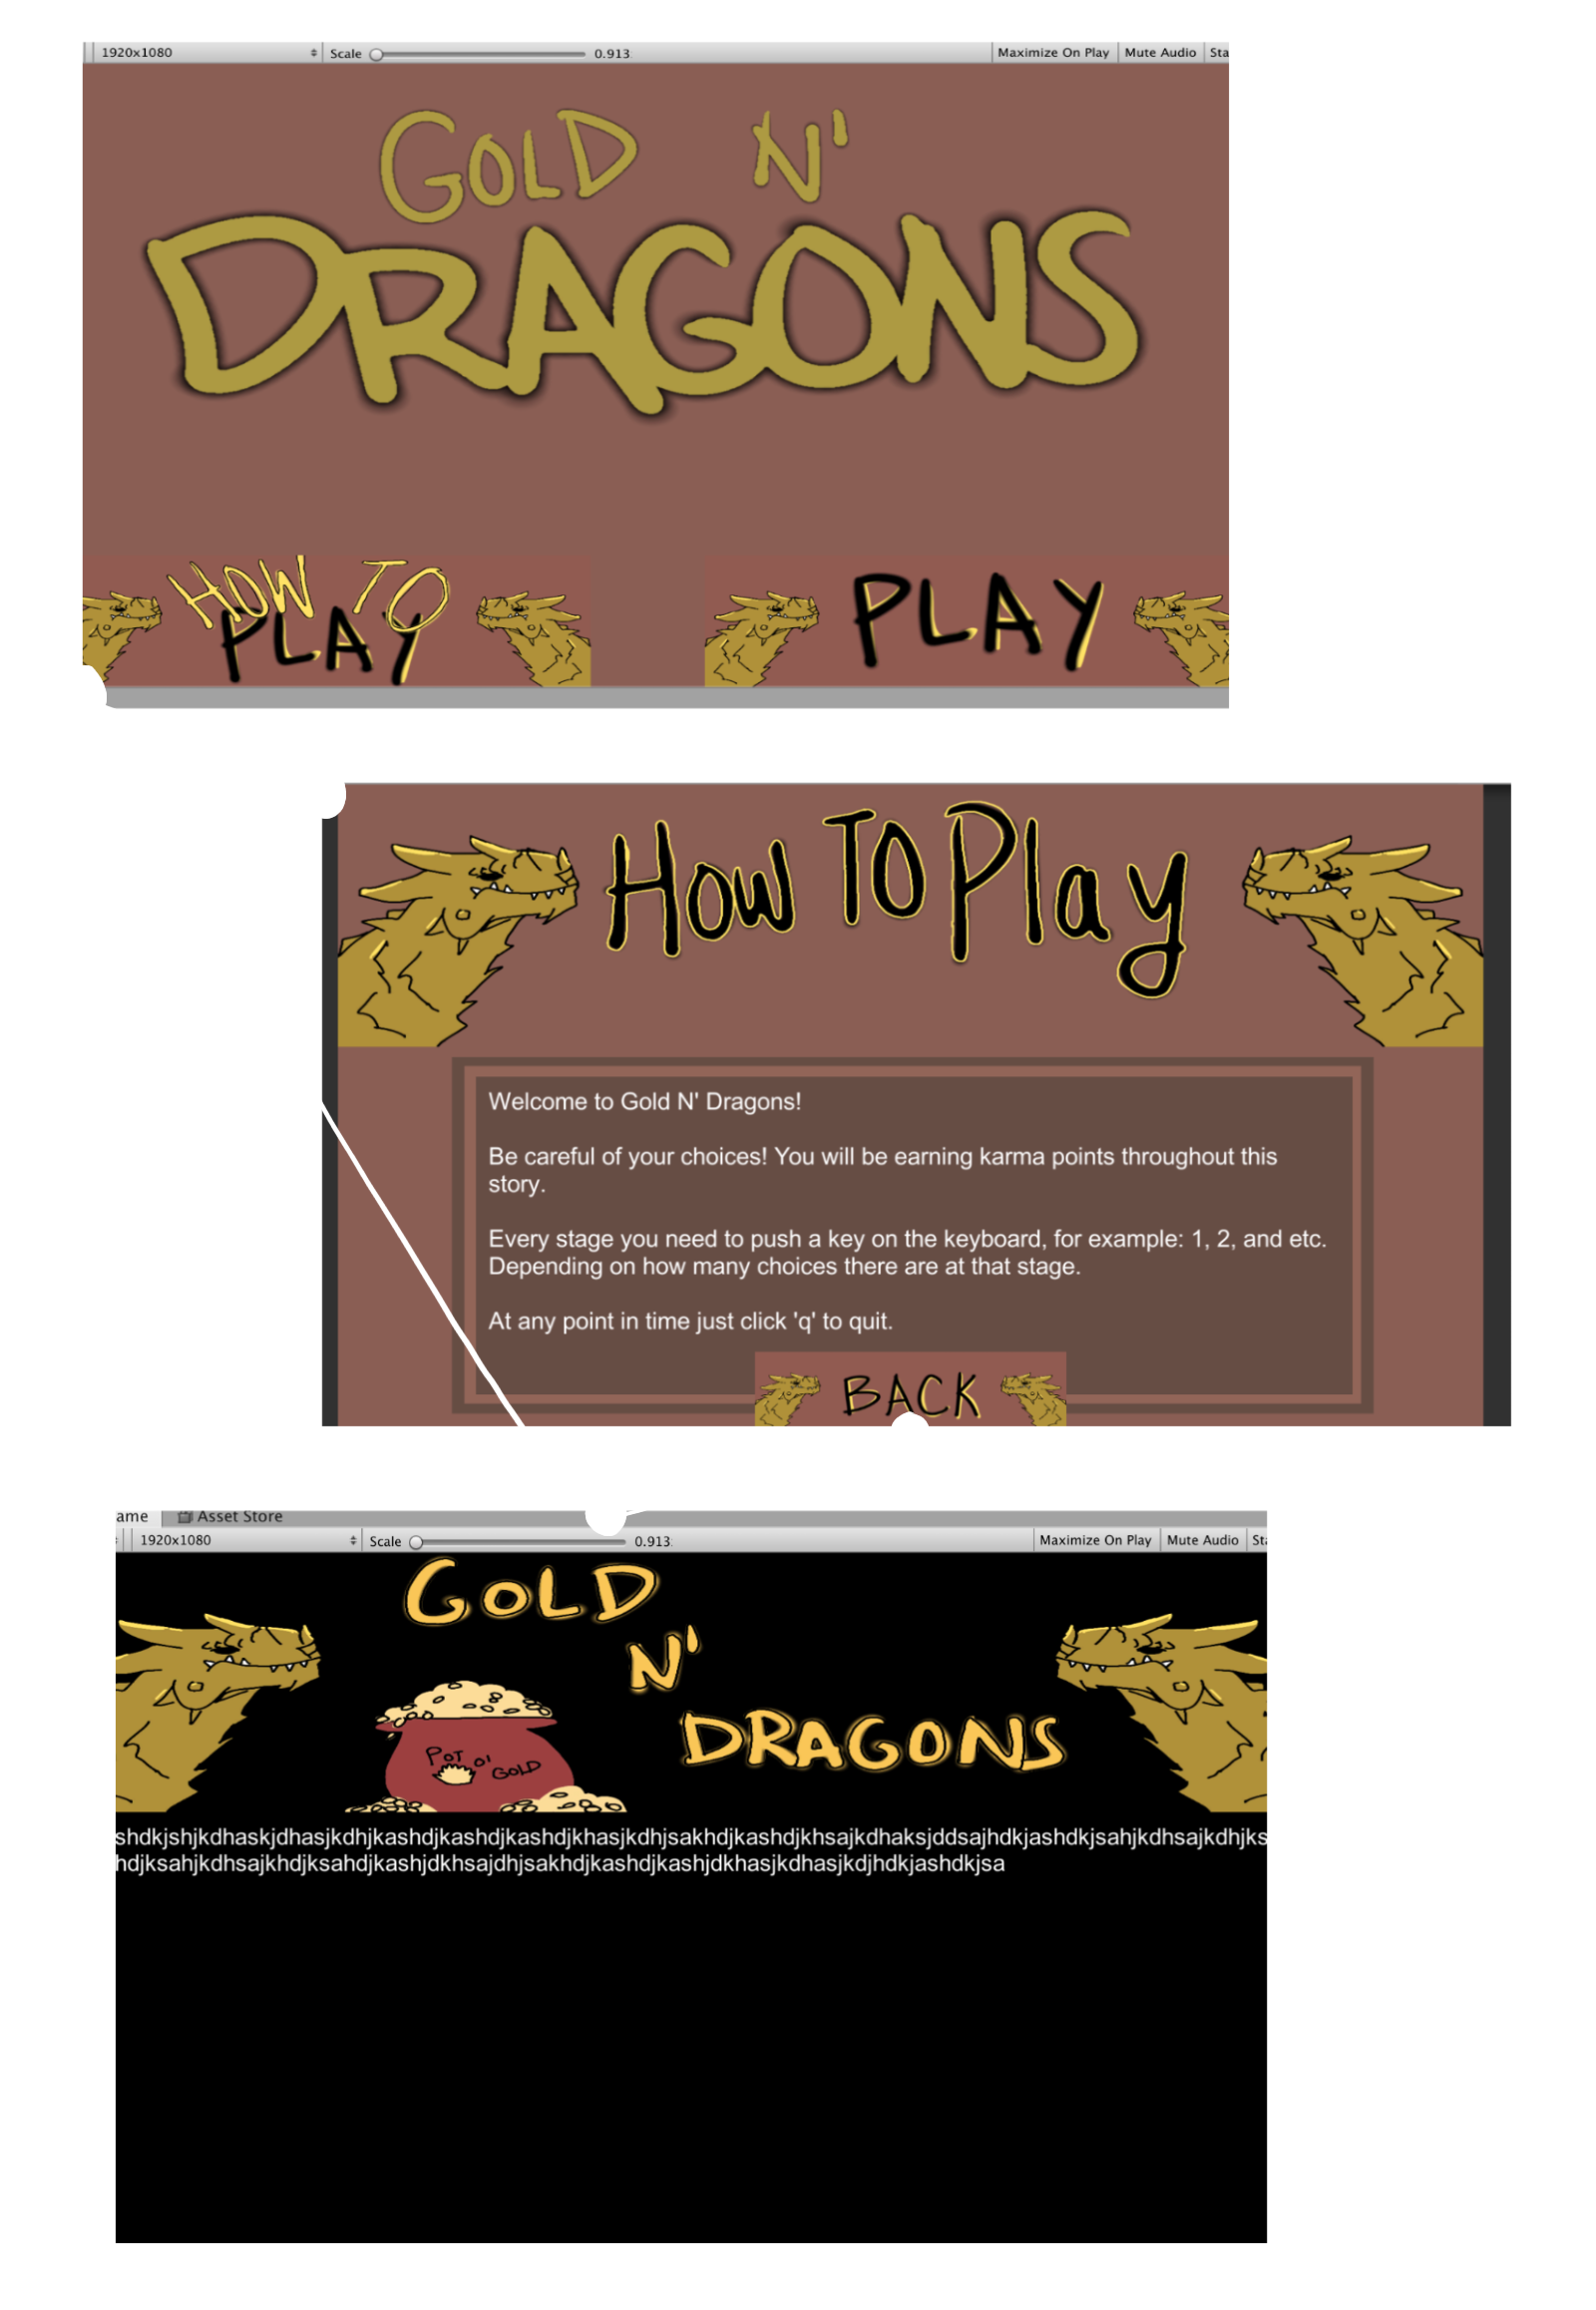 1920x1080 Scale 0.913 Maximize On Play Mute Audio Sta
GOLD N'
DRAGONS
HOW TO
PLAY
PLAY
How To Play
Welcome to Gold N' Dragons!
Be careful of your choices! You will be earning karma points throughout this
story.
Every stage you need to push a key on the keyboard, for example: 1, 2, and etc.
Depending on how many choices there are at that stage.
At any point in time just click 'q' to quit.
BACK
ame Asset Store
1920x1080 Scale 0.913 Maximize On Play Mute Audio St
GOLD
N'
DRAGONS
POT
O'
GOLD
shdkjshjkdhaskjdhasjkdhjkashdjkashdjkashdjkhasjkdhjsakhdjkashdjkhsajkdhaksjddsajhdkjashdkjsahjkdhsajkdhjks
hdjksahjkdhsajkhdjksahdjkashjdkhsajdhjsakhdjkashdjkashjdkhasjkdhasjkdjhdkjashdkjsa